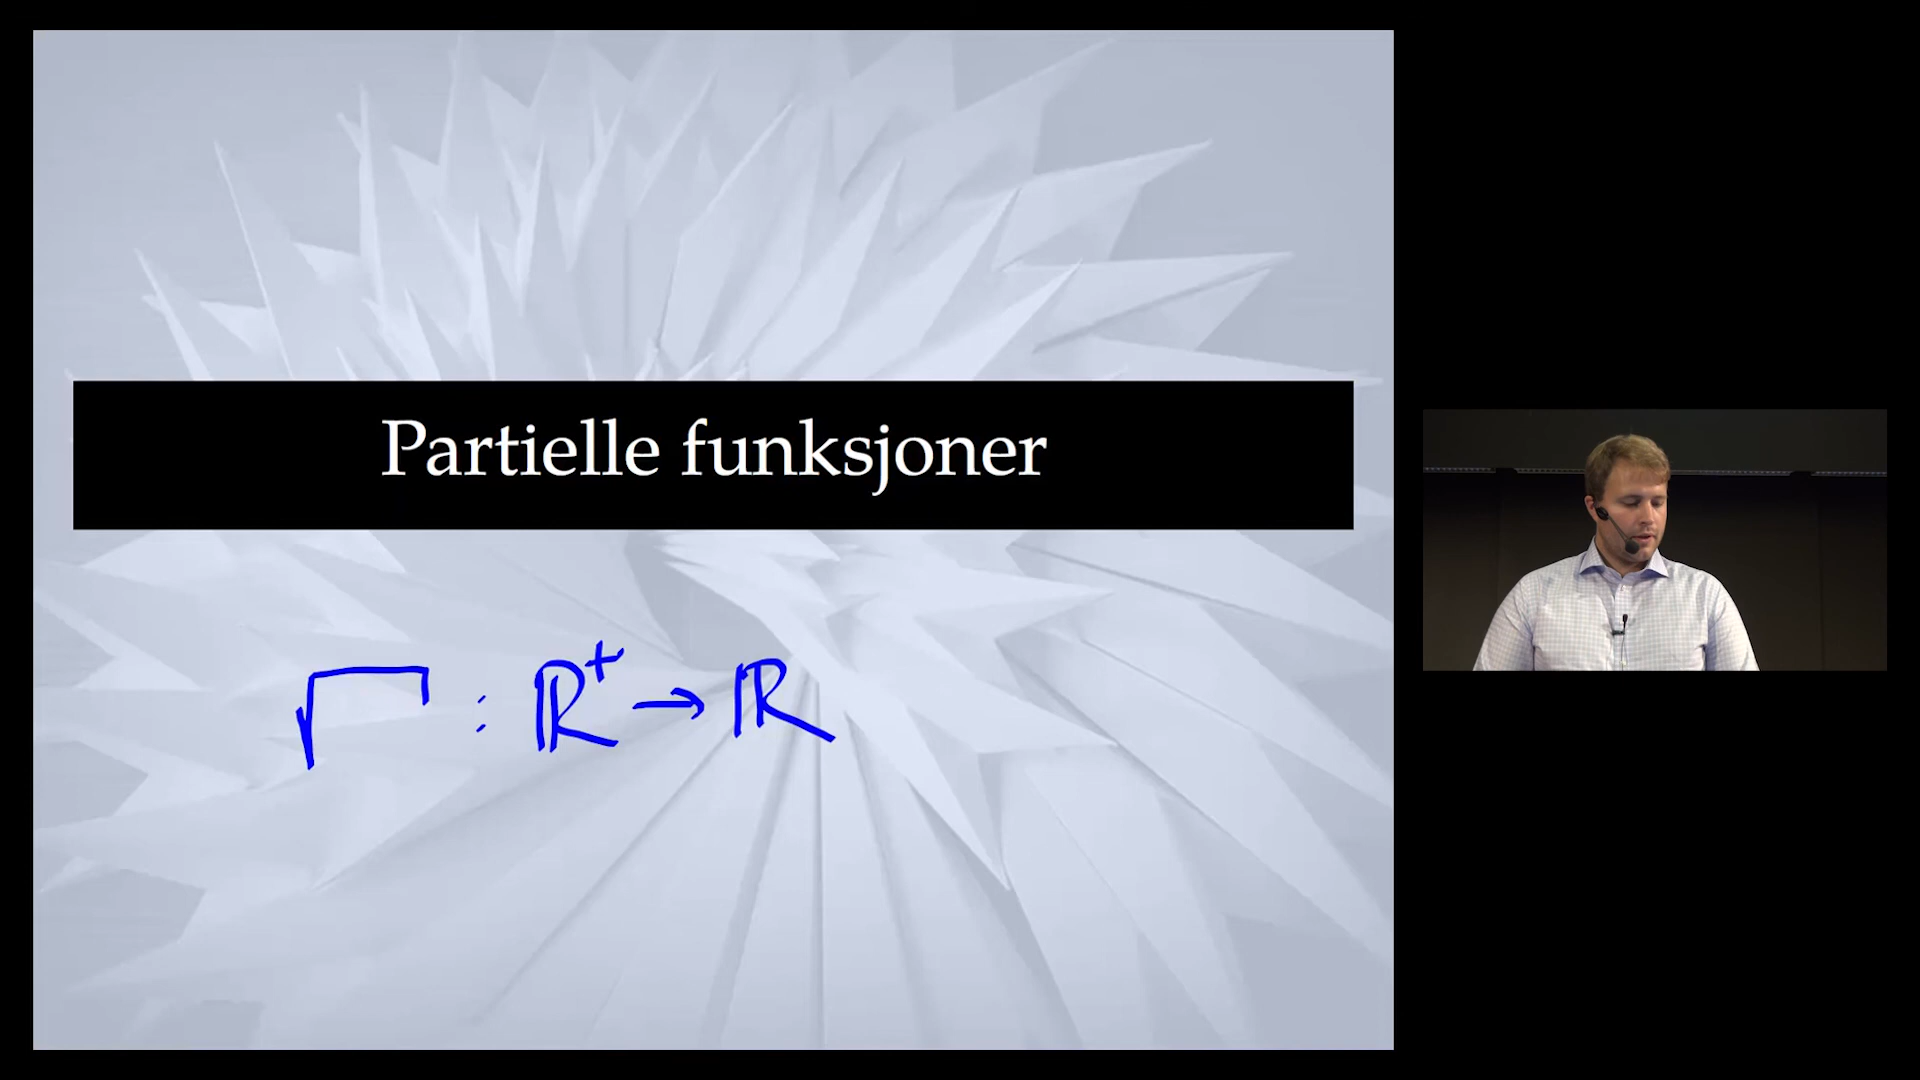 Partielle funksjoner
√ : ℝ⁺ → ℝ